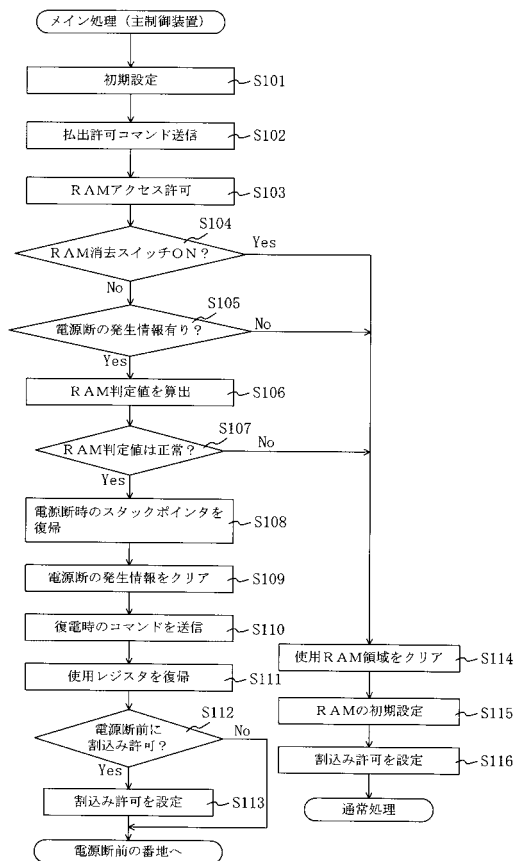 メイン処理（主制御装置）
初期設定
S101
払出許可コマンド送信
S102
ＲＡＭアクセス許可
S103
S104
ＲＡＭ消去スイッチＯＮ？
Yes
No
S105
電源断の発生情報有り？
No
Yes
ＲＡＭ判定値を算出
S106
S107
ＲＡＭ判定値は正常？
No
Yes
電源断時のスタックポインタを
復帰
S108
電源断の発生情報をクリア
S109
復電時のコマンドを送信
S110
使用レジスタを復帰
S111
S112
電源断前に
割込み許可？
No
Yes
割込み許可を設定
S113
電源断前の番地へ
使用ＲＡＭ領域をクリア
S114
ＲＡＭの初期設定
S115
割込み許可を設定
S116
通常処理